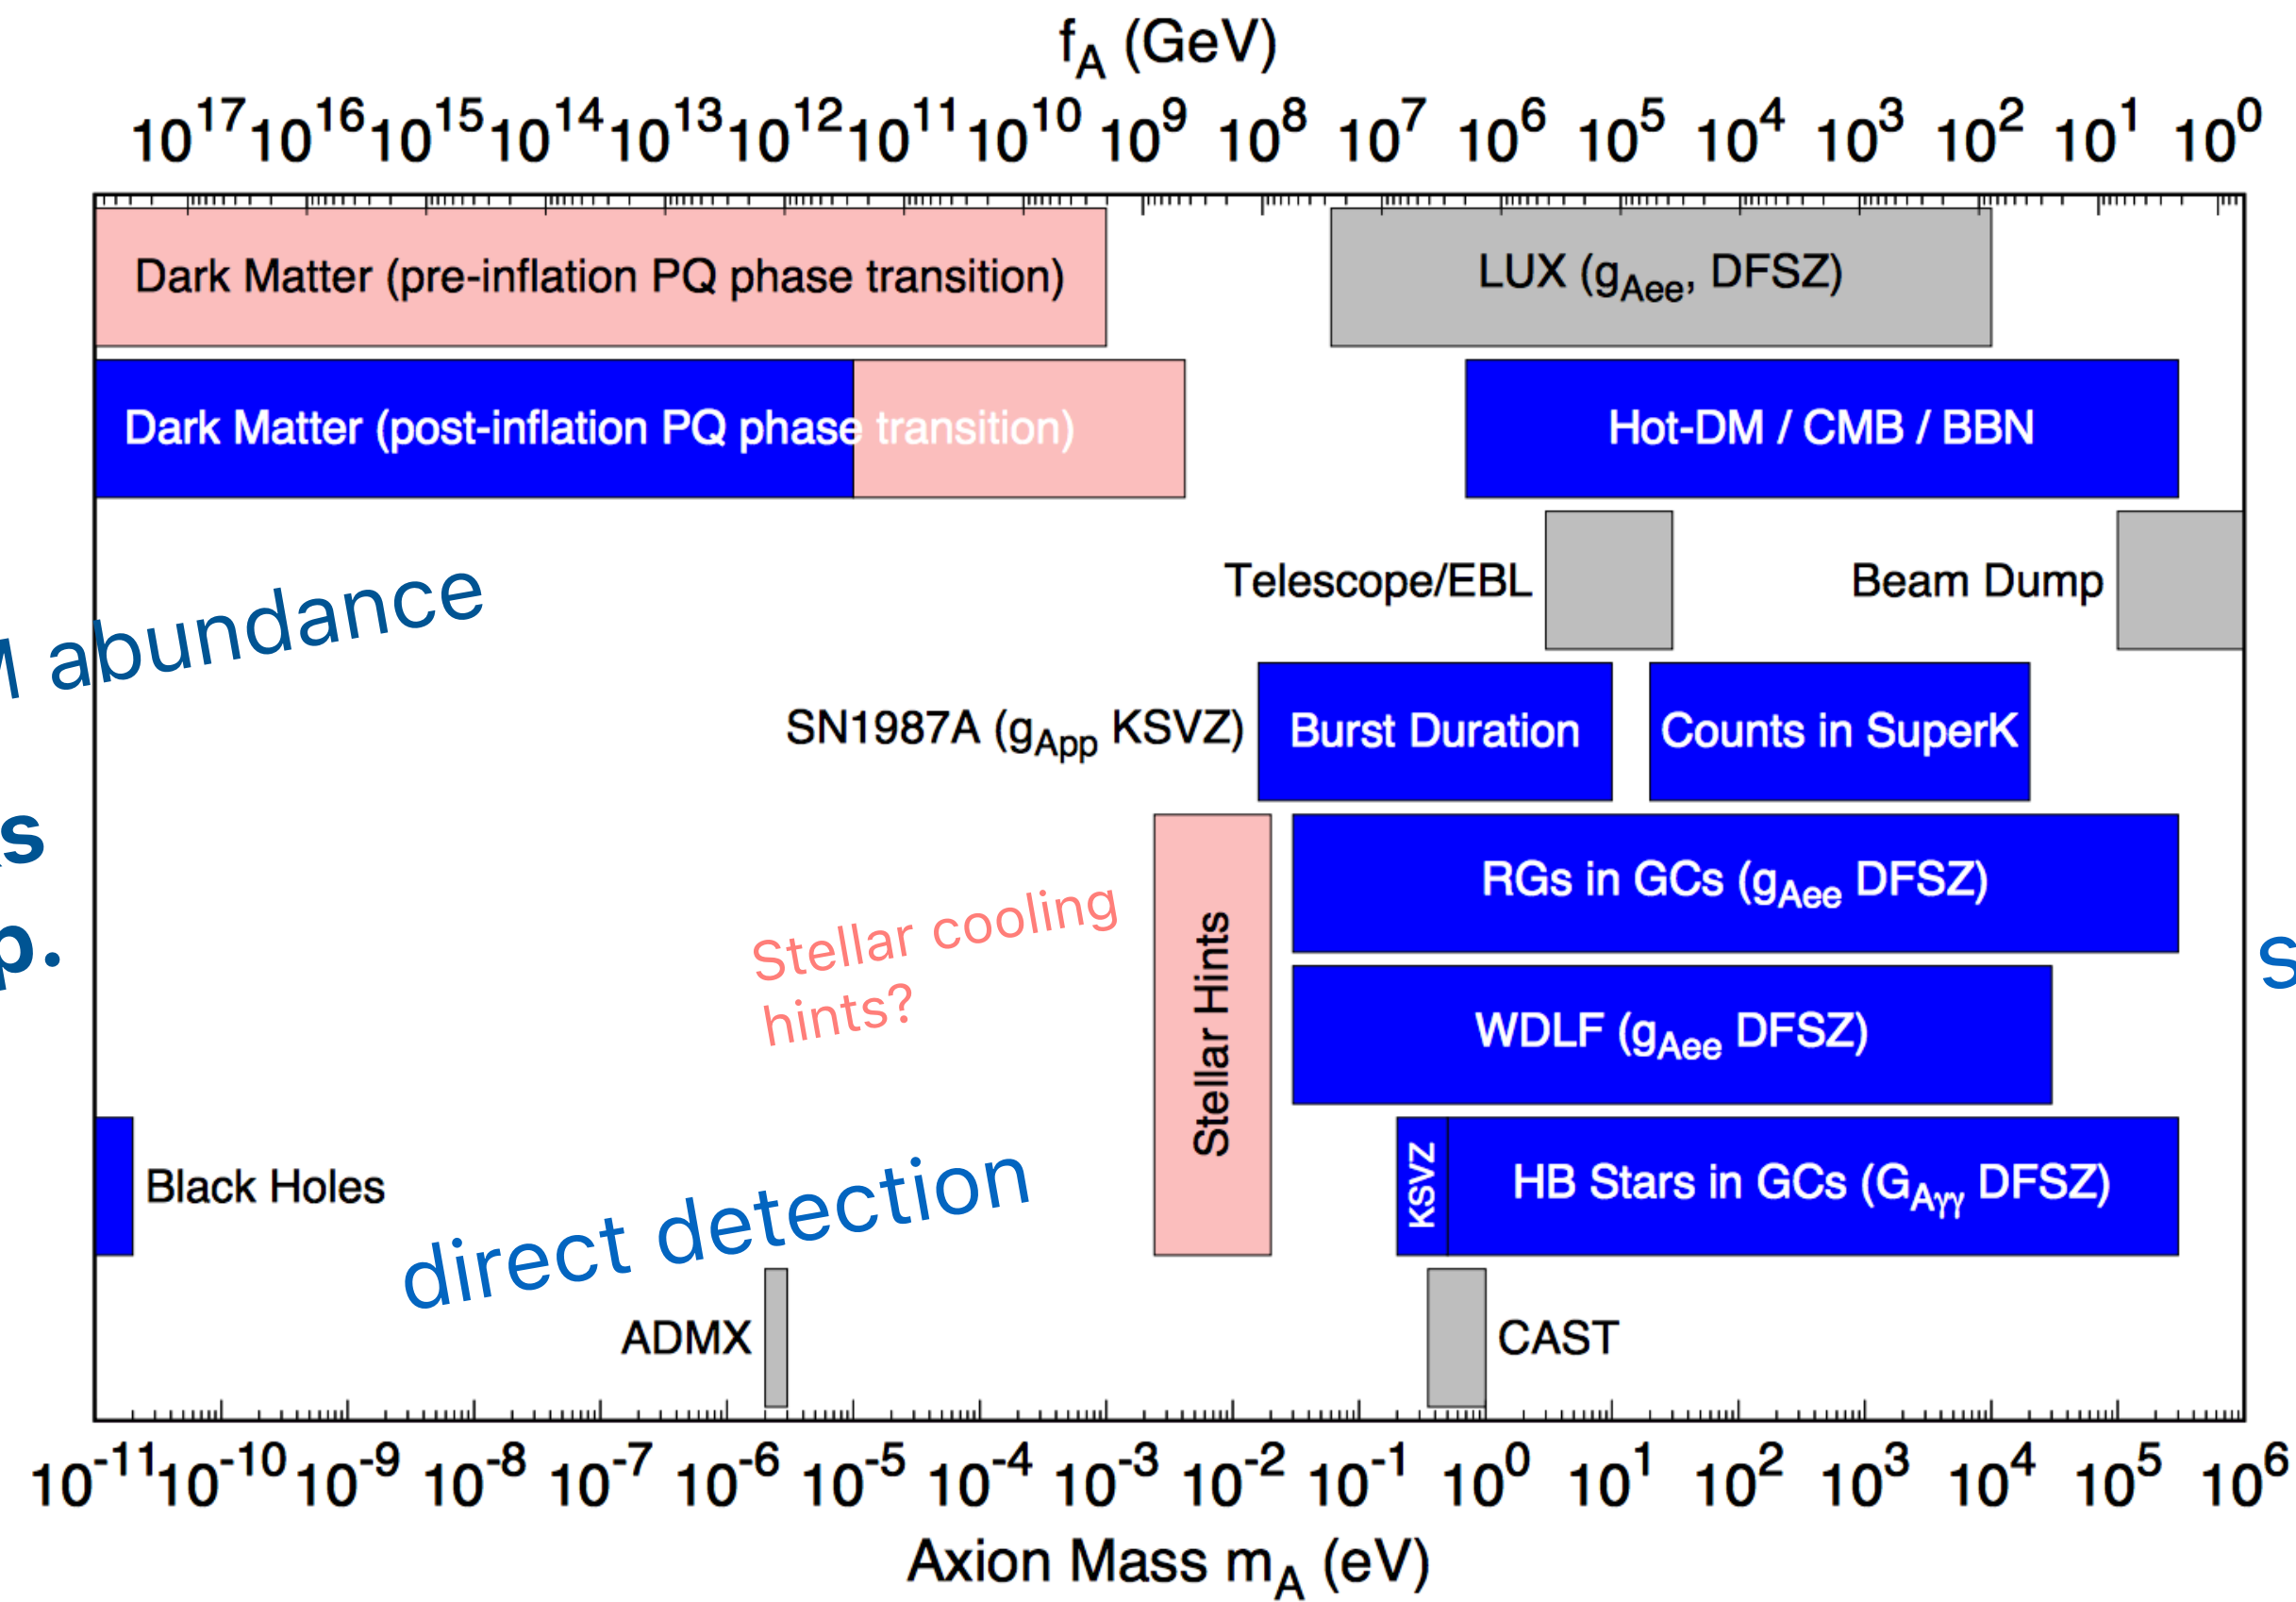 f_A (GeV)
10^17 10^16 10^15 10^14 10^13 10^12 10^11 10^10 10^9 10^8 10^7 10^6 10^5 10^4 10^3 10^2 10^1 10^0
Dark Matter (pre-inflation PQ phase transition)
LUX (g_Aee, DFSZ)
Dark Matter (post-inflation PQ phase transition)
Hot-DM / CMB / BBN
Telescope/EBL
Beam Dump
abundance
SN1987A (g_App KSVZ)
Burst Duration
Counts in SuperK
s
RGs in GCs (g_Aee DFSZ)
Stellar cooling
hints?
Stellar Hints
p.
WDLF (g_Aee DFSZ)
Black Holes
KSVZ
HB Stars in GCs (G_Aγγ DFSZ)
direct detection
ADMX
CAST
10^-11 10^-10 10^-9 10^-8 10^-7 10^-6 10^-5 10^-4 10^-3 10^-2 10^-1 10^0 10^1 10^2 10^3 10^4 10^5 10^6
Axion Mass m_A (eV)